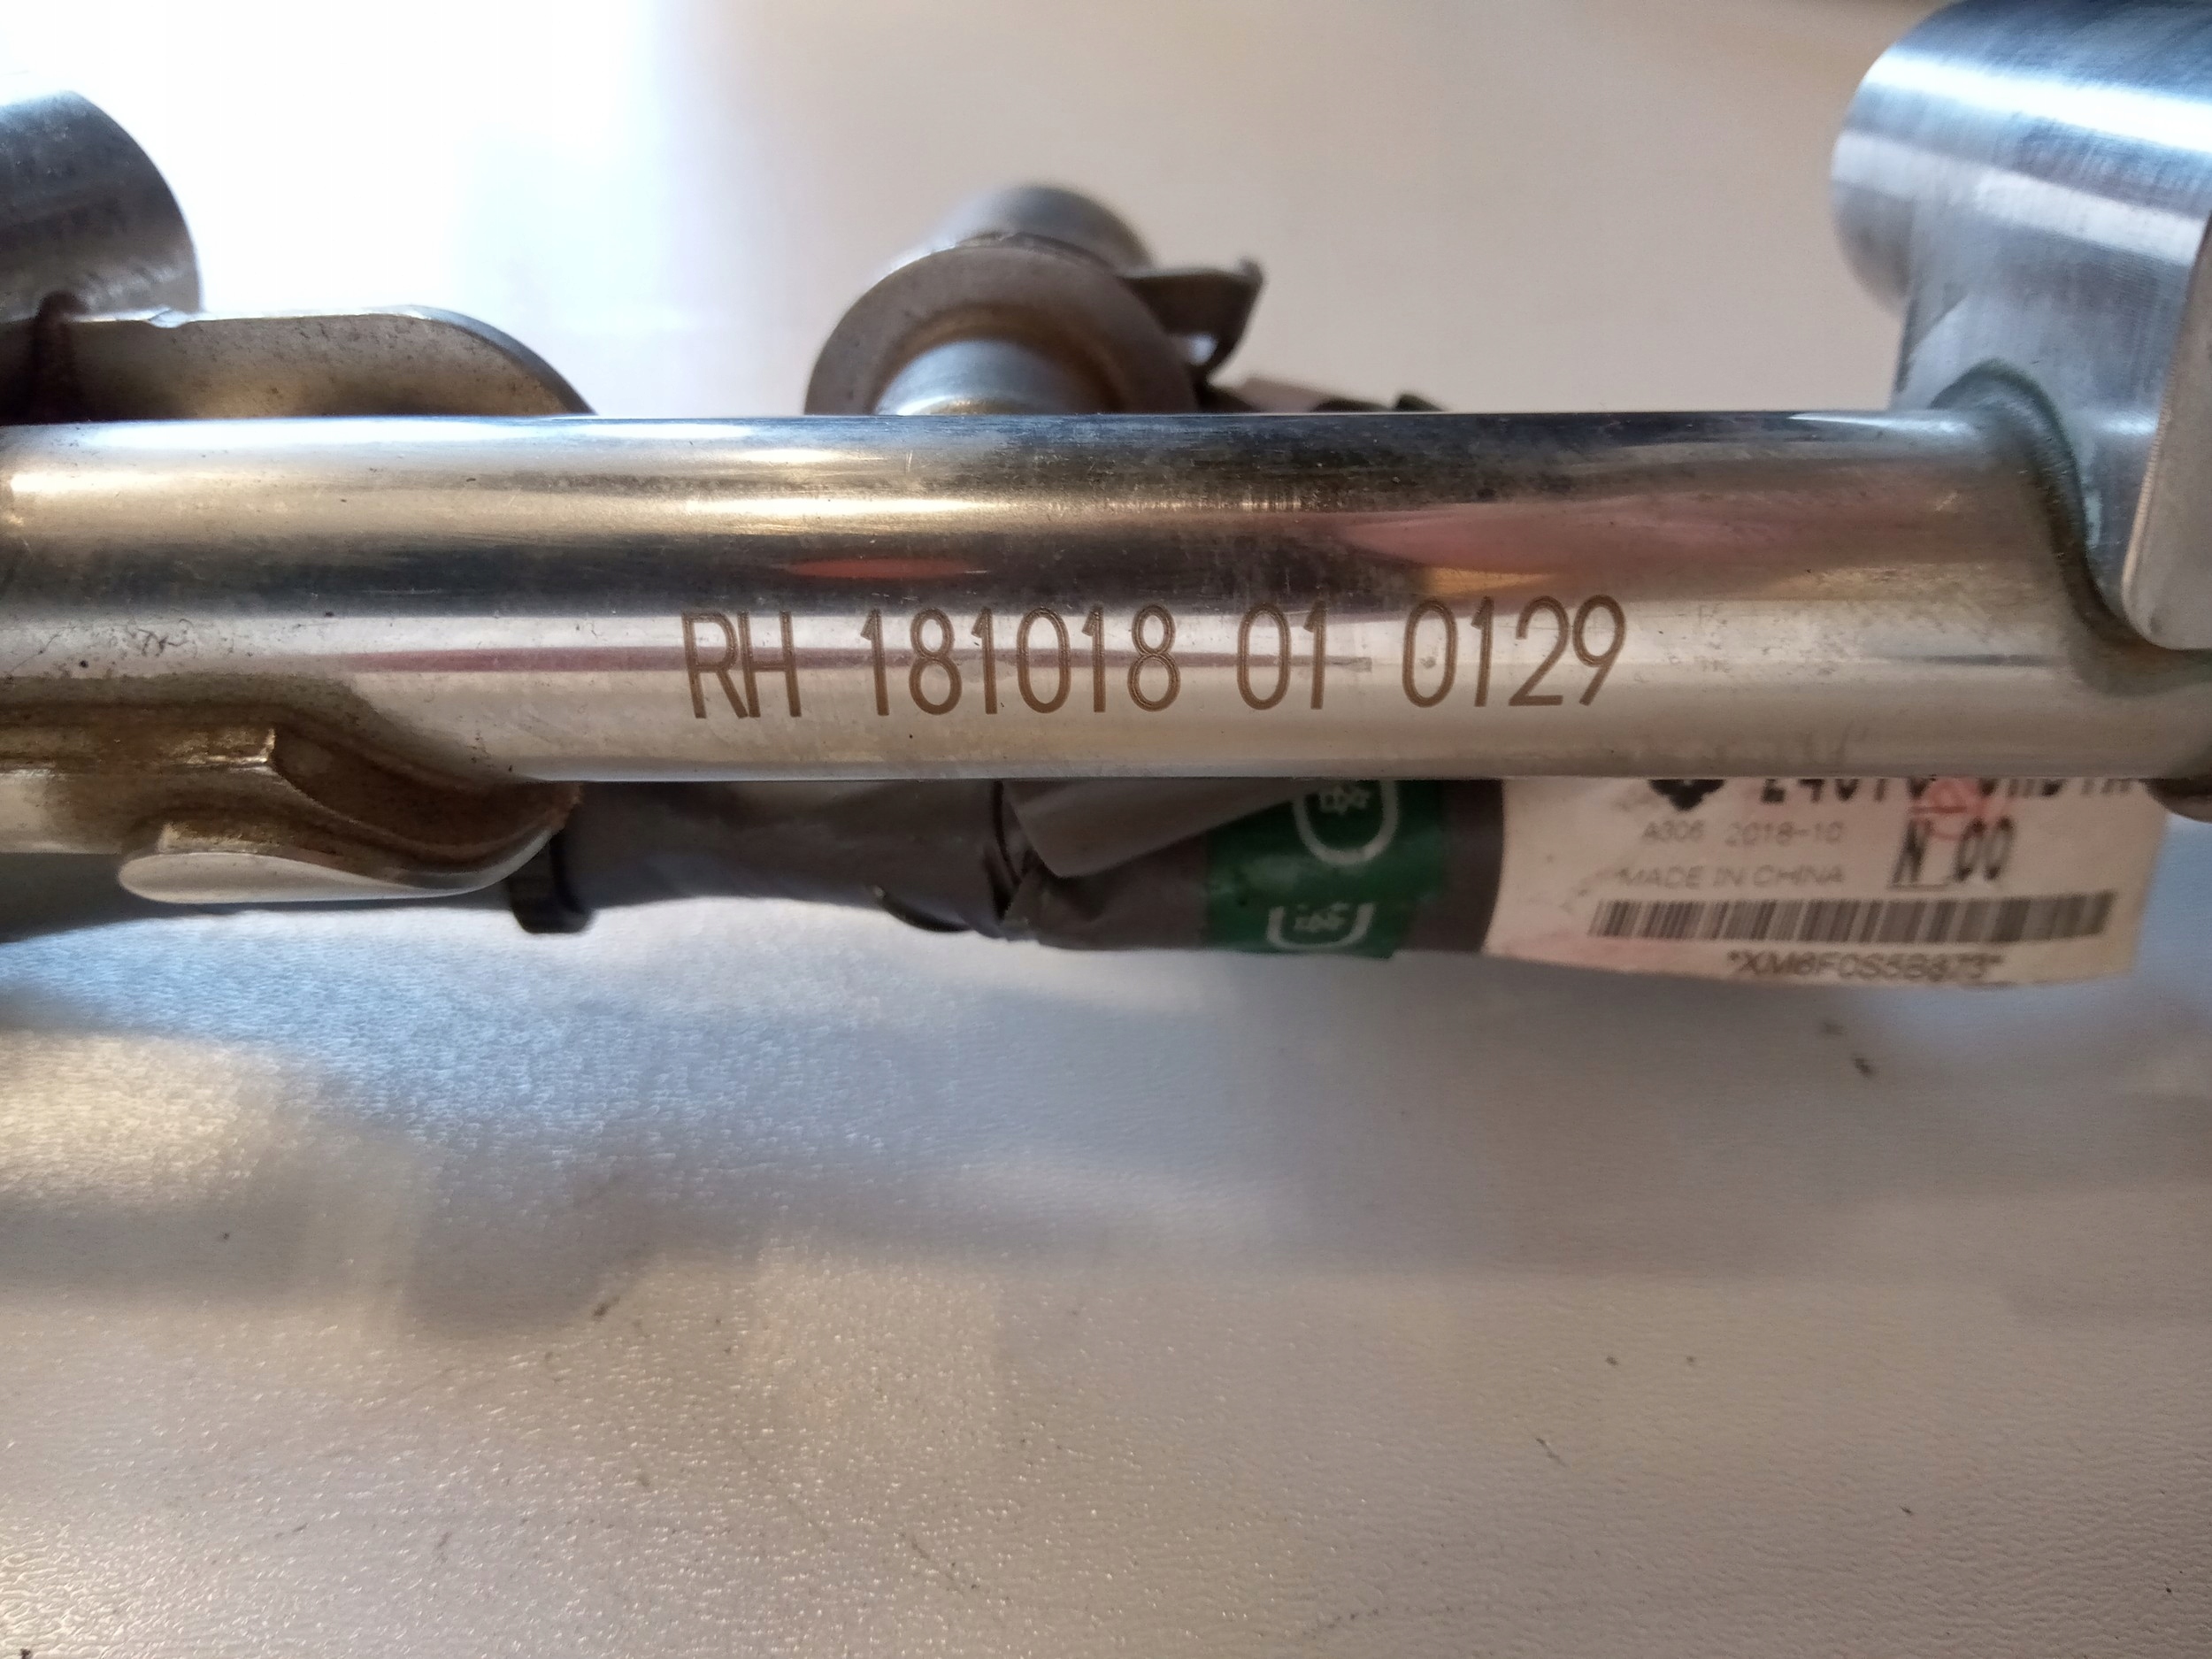 RH 181018 01 0129
A306 2018-10
N 00
MADE IN CHINA